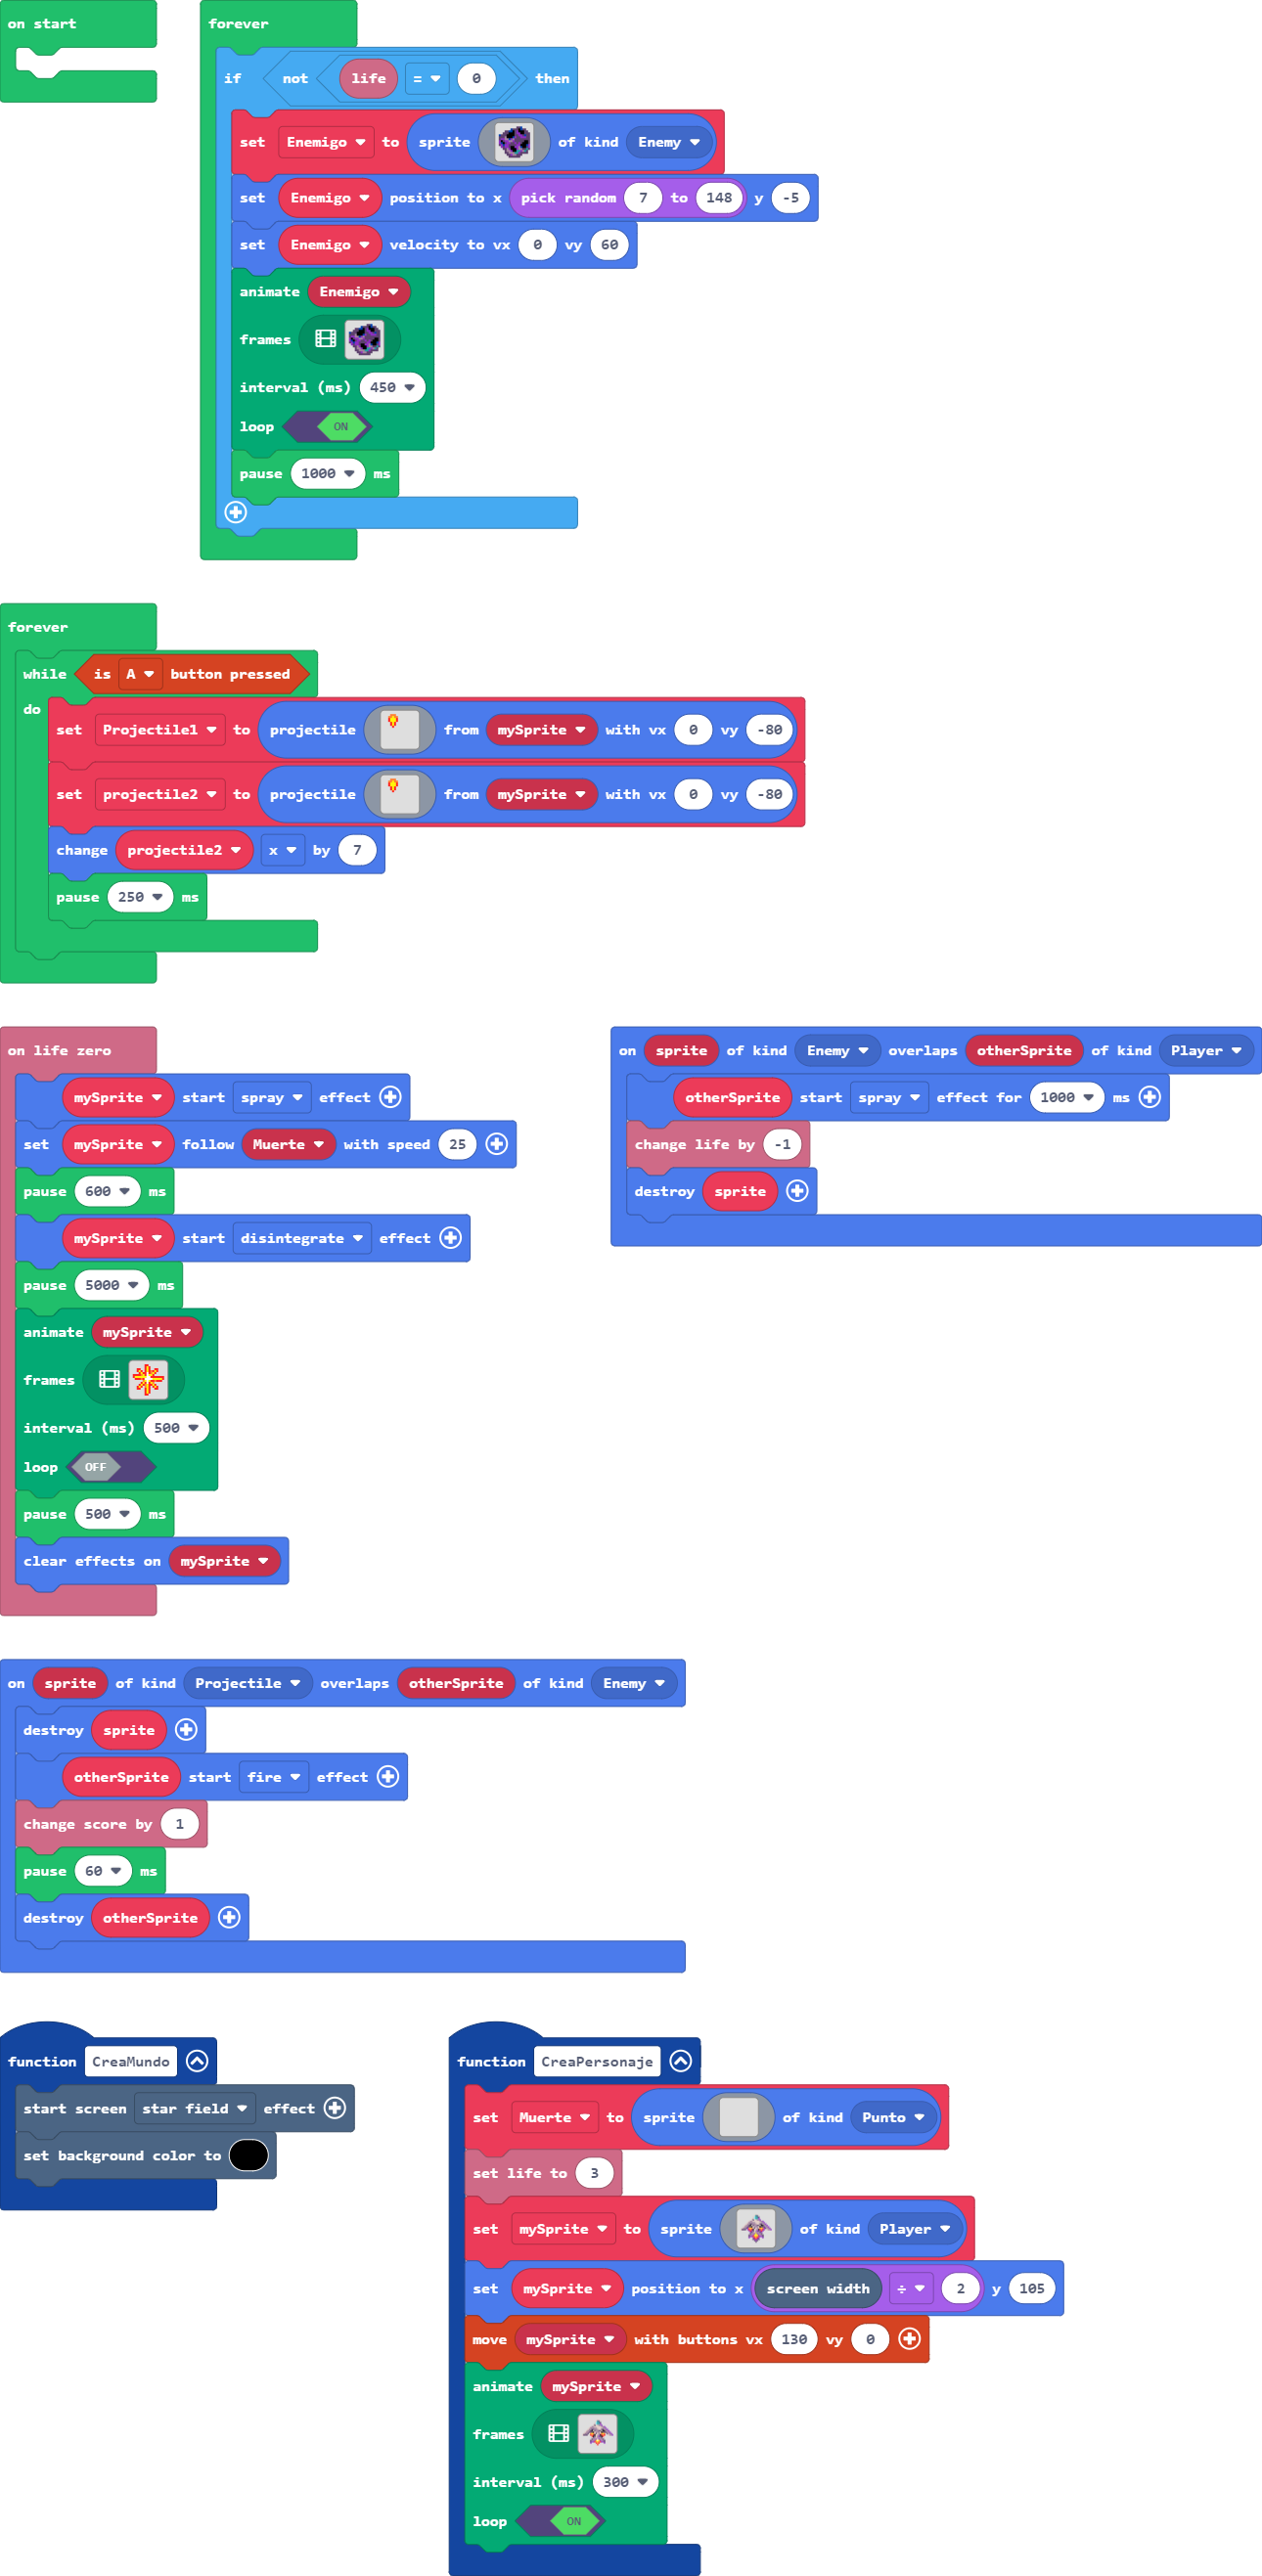 on start
forever
if not life = 0 then
set Enemigo to sprite of kind Enemy
set Enemigo position to x pick random 7 to 148 y -5
set Enemigo velocity to vx 0 vy 60
animate Enemigo
frames
interval (ms) 450
loop ON
pause 1000 ms
forever
while is A button pressed
do
set Projectile1 to projectile from mySprite with vx 0 vy -80
set projectile2 to projectile from mySprite with vx 0 vy -80
change projectile2 x by 7
pause 250 ms
on life zero
mySprite start spray effect
set mySprite follow Muerte with speed 25
pause 600 ms
mySprite start disintegrate effect
pause 5000 ms
animate mySprite
frames
interval (ms) 500
loop OFF
pause 500 ms
clear effects on mySprite
on sprite of kind Enemy overlaps otherSprite of kind Player
otherSprite start spray effect for 1000 ms
change life by -1
destroy sprite
on sprite of kind Projectile overlaps otherSprite of kind Enemy
destroy sprite
otherSprite start fire effect
change score by 1
pause 60 ms
destroy otherSprite
function CreaMundo
start screen star field effect
set background color to
function CreaPersonaje
set Muerte to sprite of kind Punto
set life to 3
set mySprite to sprite of kind Player
set mySprite position to x screen width ÷ 2 y 105
move mySprite with buttons vx 130 vy 0
animate mySprite
frames
interval (ms) 300
loop ON